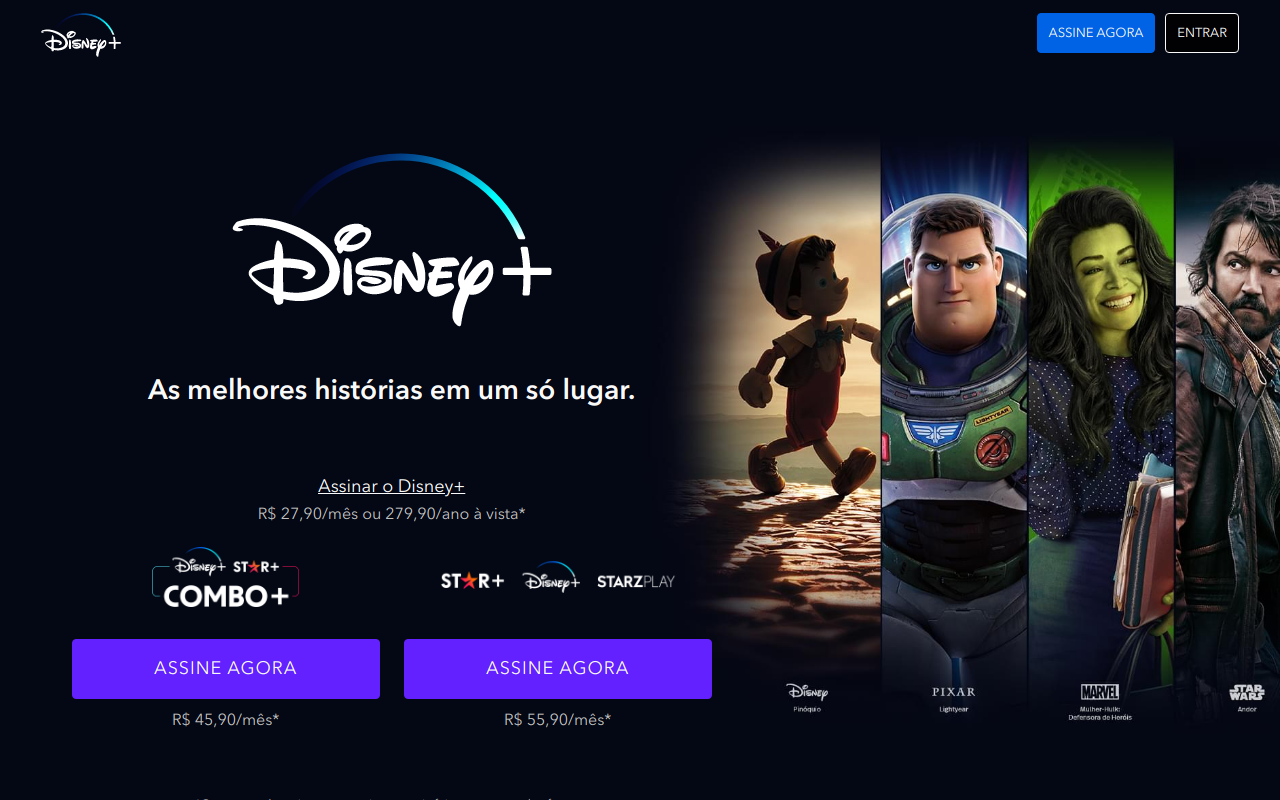 Disney+
ASSINE AGORA
ENTRAR
Disney+
As melhores histórias em um só lugar.
Assinar o Disney+
R$ 27,90/mês ou 279,90/ano à vista*
Disney+ STAR+
COMBO+
STAR+ Disney+ STARZPLAY
ASSINE AGORA
ASSINE AGORA
R$ 45,90/mês*
R$ 55,90/mês*
LIGHTYEAR
Disney
Pinóquio
PIXAR
Lightyear
MARVEL
Mulher-Hulk:
Defensora de Heróis
STAR WARS
Andor